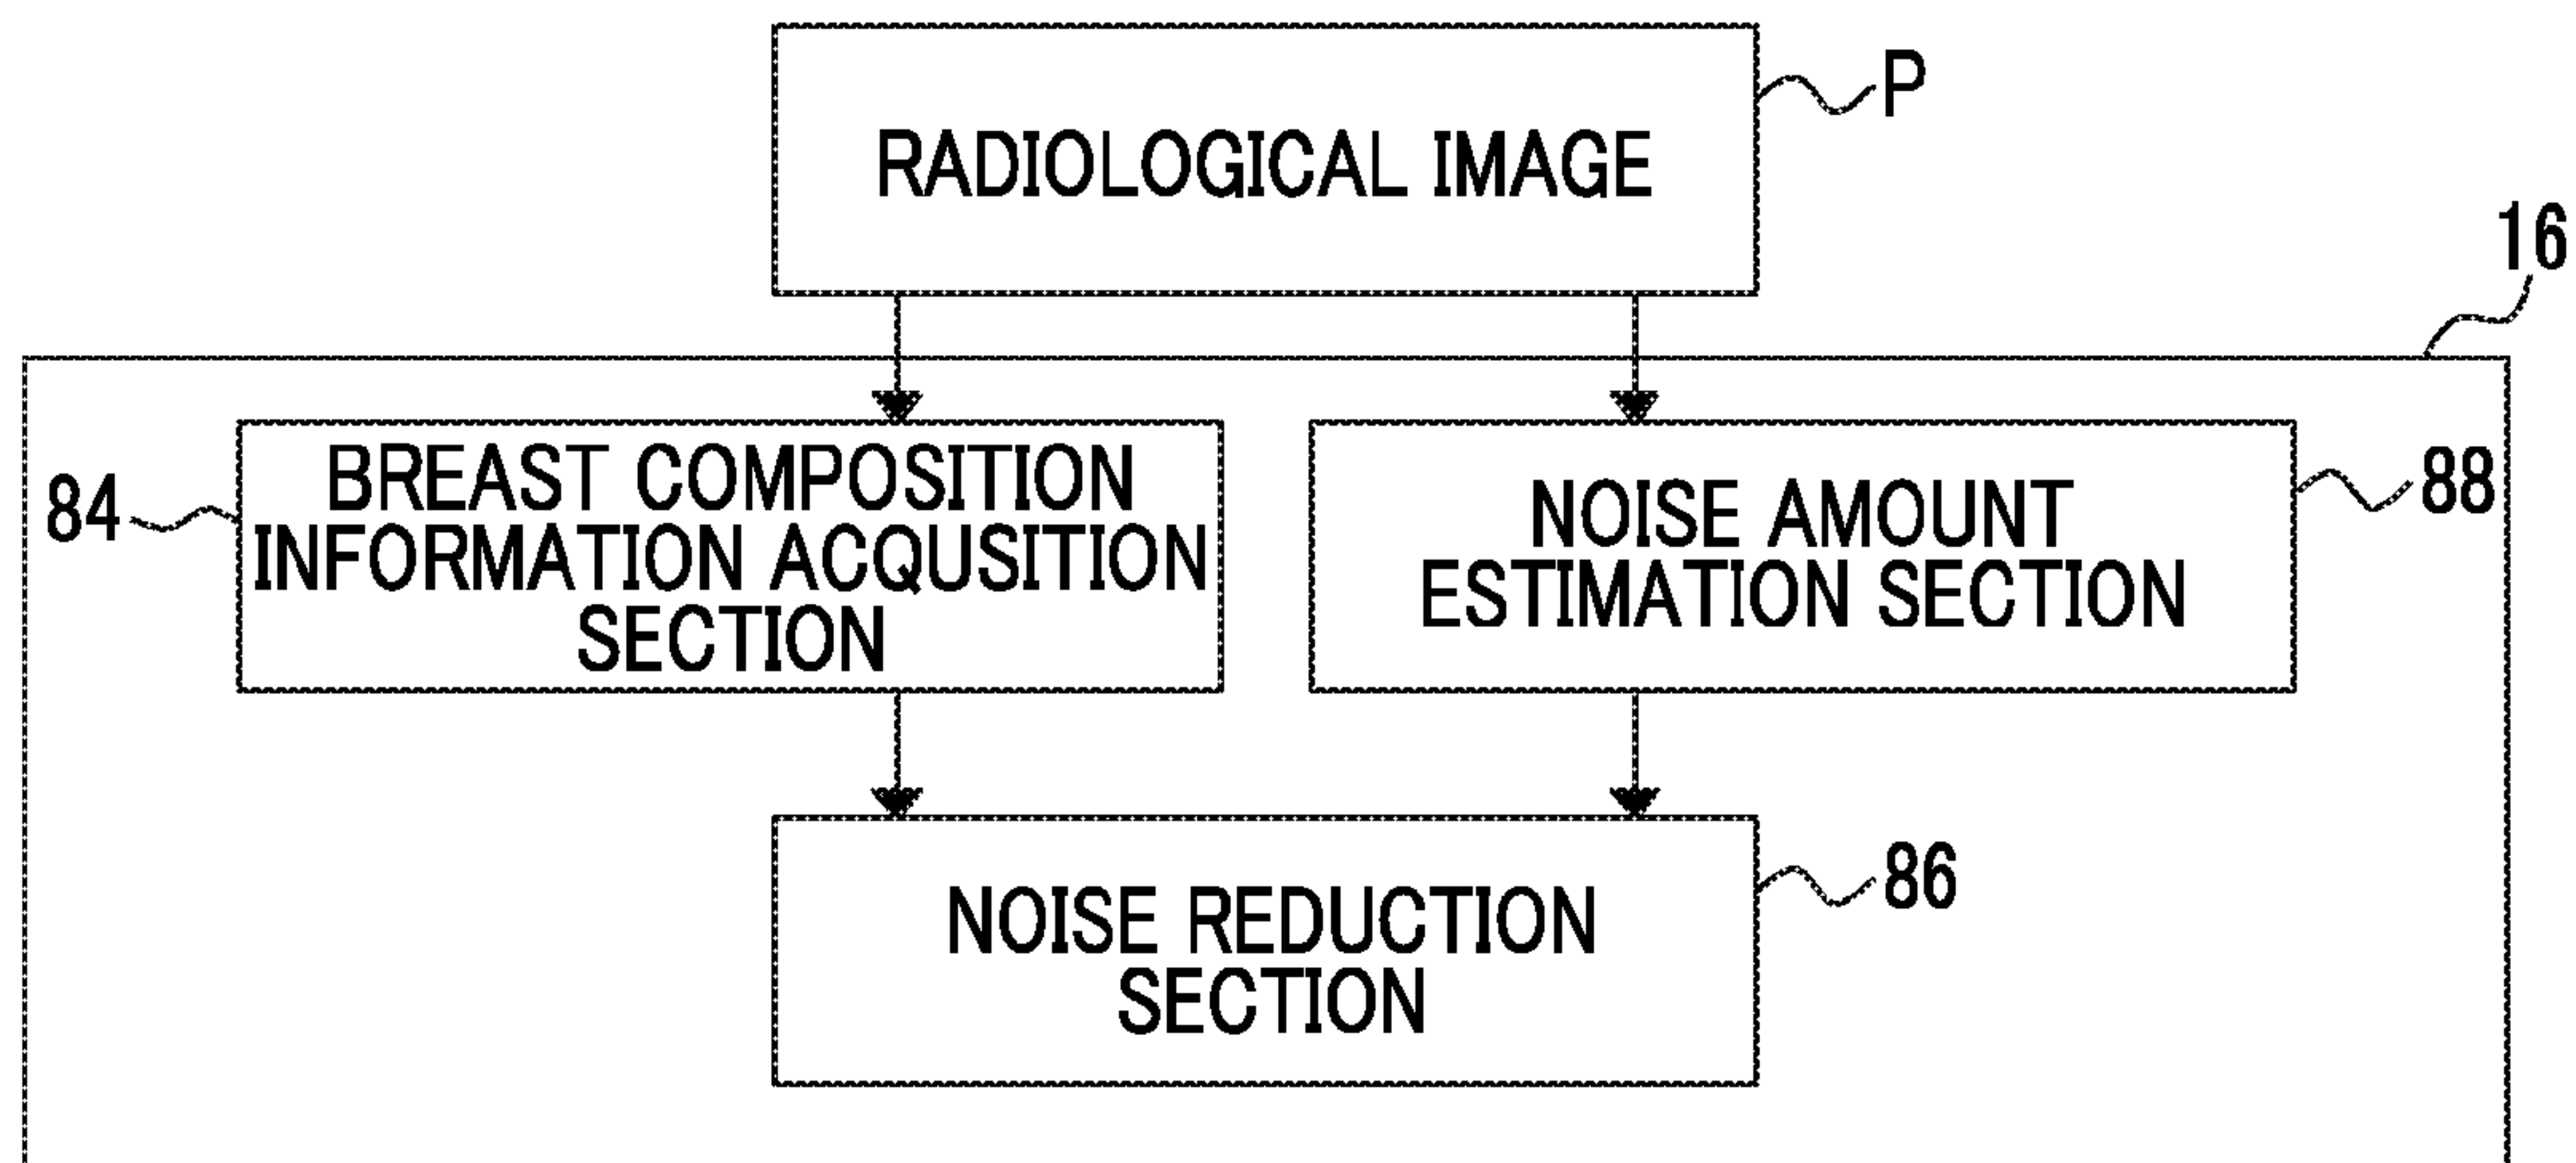 RADIOLOGICAL IMAGE
P
16
84
BREAST COMPOSITION
INFORMATION ACQUSITION
SECTION
NOISE AMOUNT
ESTIMATION SECTION
88
NOISE REDUCTION
SECTION
86